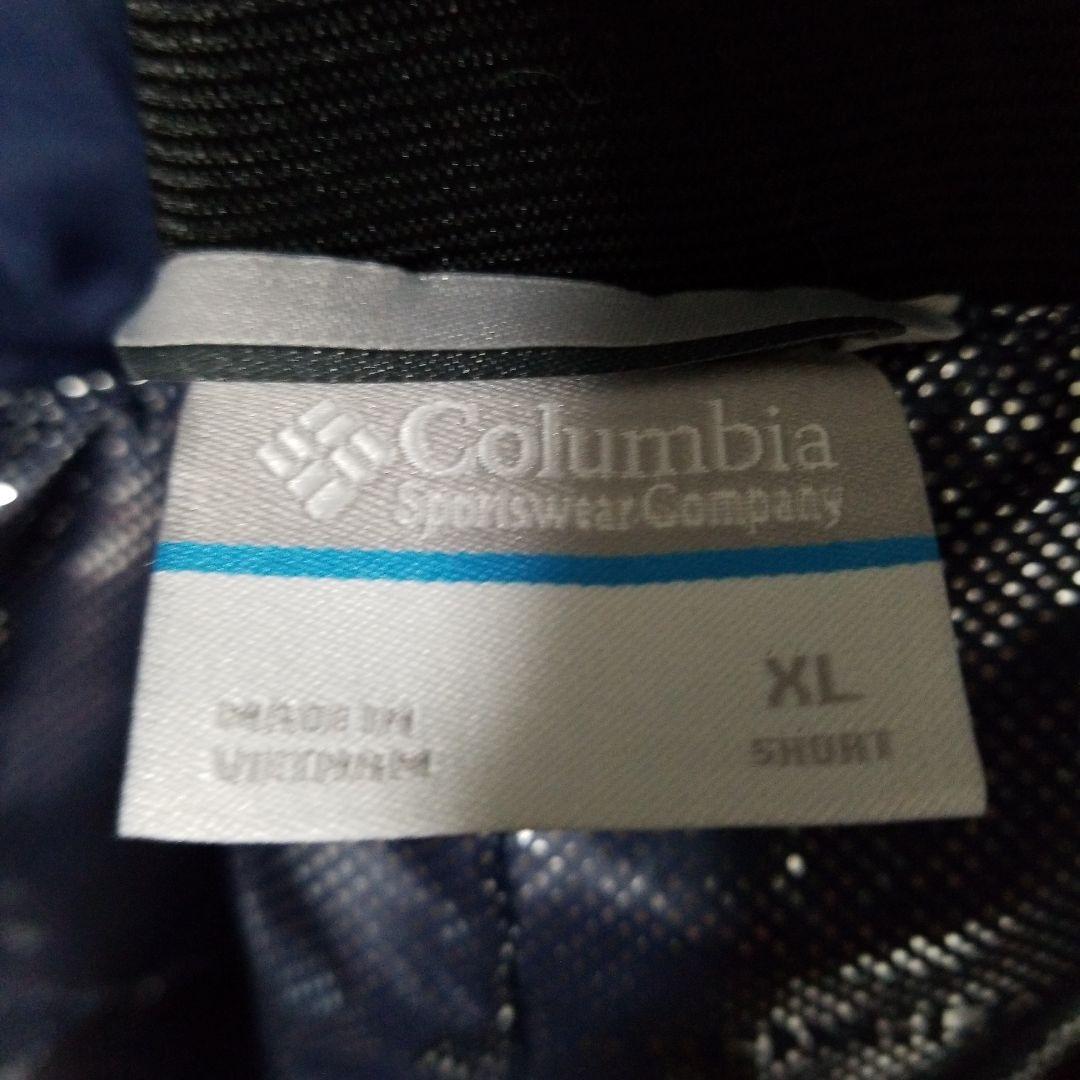 Columbia
Sportswear Company
XL
SHORT
MADE IN
VIETNAM